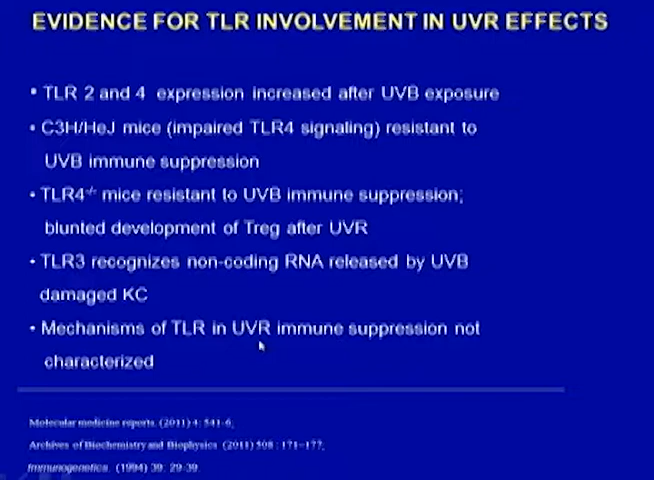 EVIDENCE FOR TLR INVOLVEMENT IN UVR EFFECTS
• TLR 2 and 4 expression increased after UVB exposure
• C3H/HeJ mice (impaired TLR4 signaling) resistant to
UVB immune suppression
• TLR4-/- mice resistant to UVB immune suppression;
blunted development of Treg after UVR
• TLR3 recognizes non-coding RNA released by UVB
damaged KC
• Mechanisms of TLR in UVR immune suppression not
characterized
Molecular medicine reports. (2011) 4: 541-6;
Archives of Biochemistry and Biophysics (2011) 508: 171-177;
Immunogenetics. (1994) 39: 29-39.